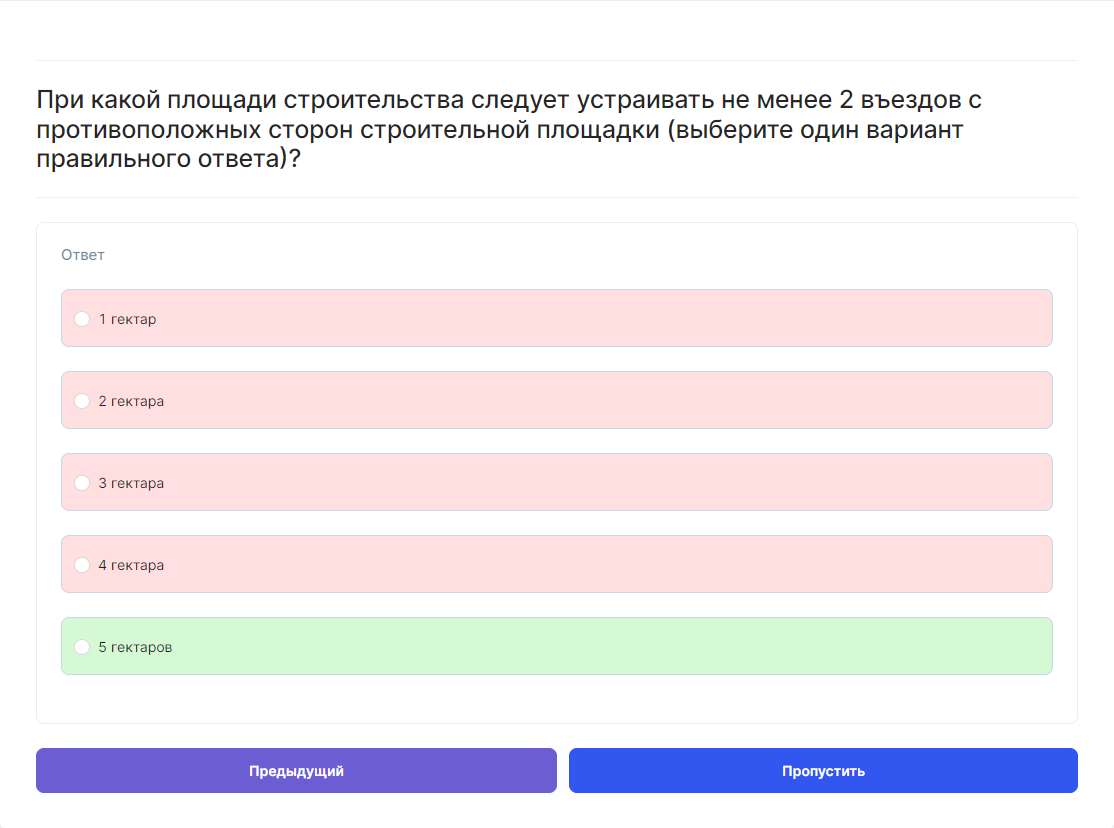 При какой площади строительства следует устраивать не менее 2 въездов с
противоположных сторон строительной площадки (выберите один вариант
правильного ответа)?
Ответ
1 гектар
2 гектара
3 гектара
4 гектара
5 гектаров
Предыдущий
Пропустить